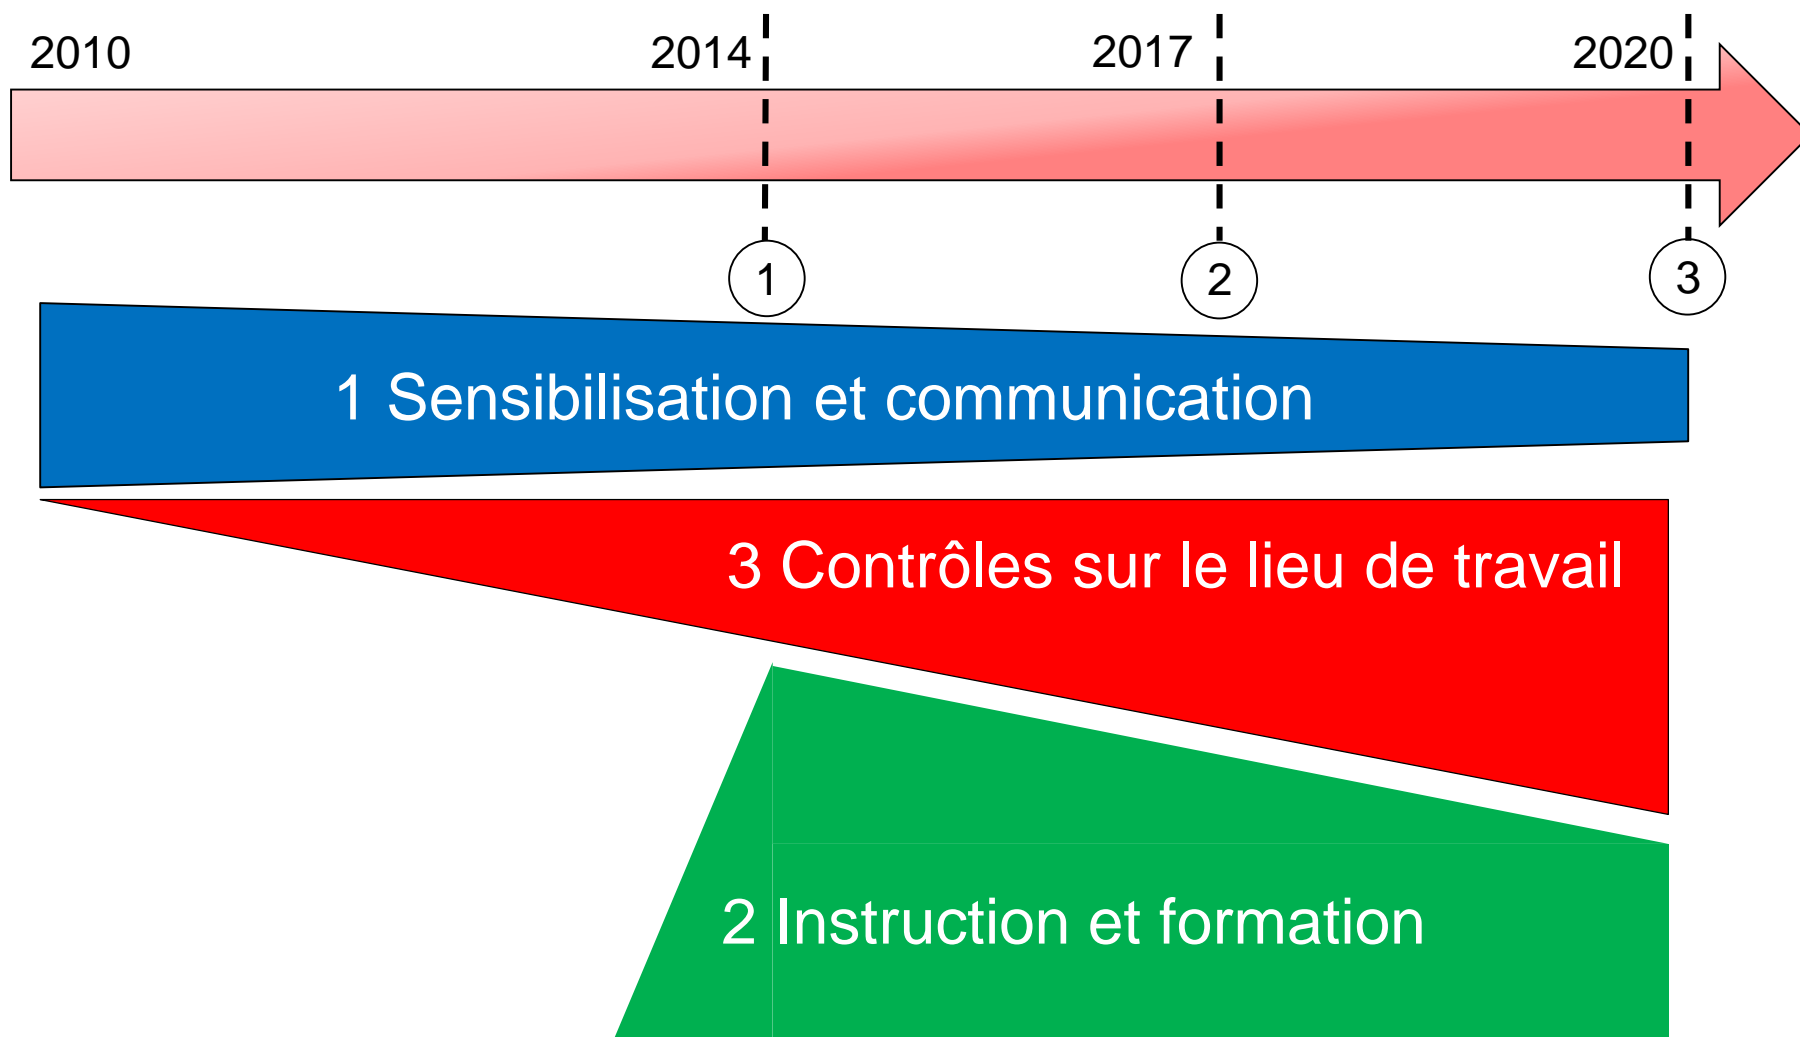 2010 2014 2017 2020
1 2 3
1 Sensibilisation et communication
3 Contrôles sur le lieu de travail
2 Instruction et formation